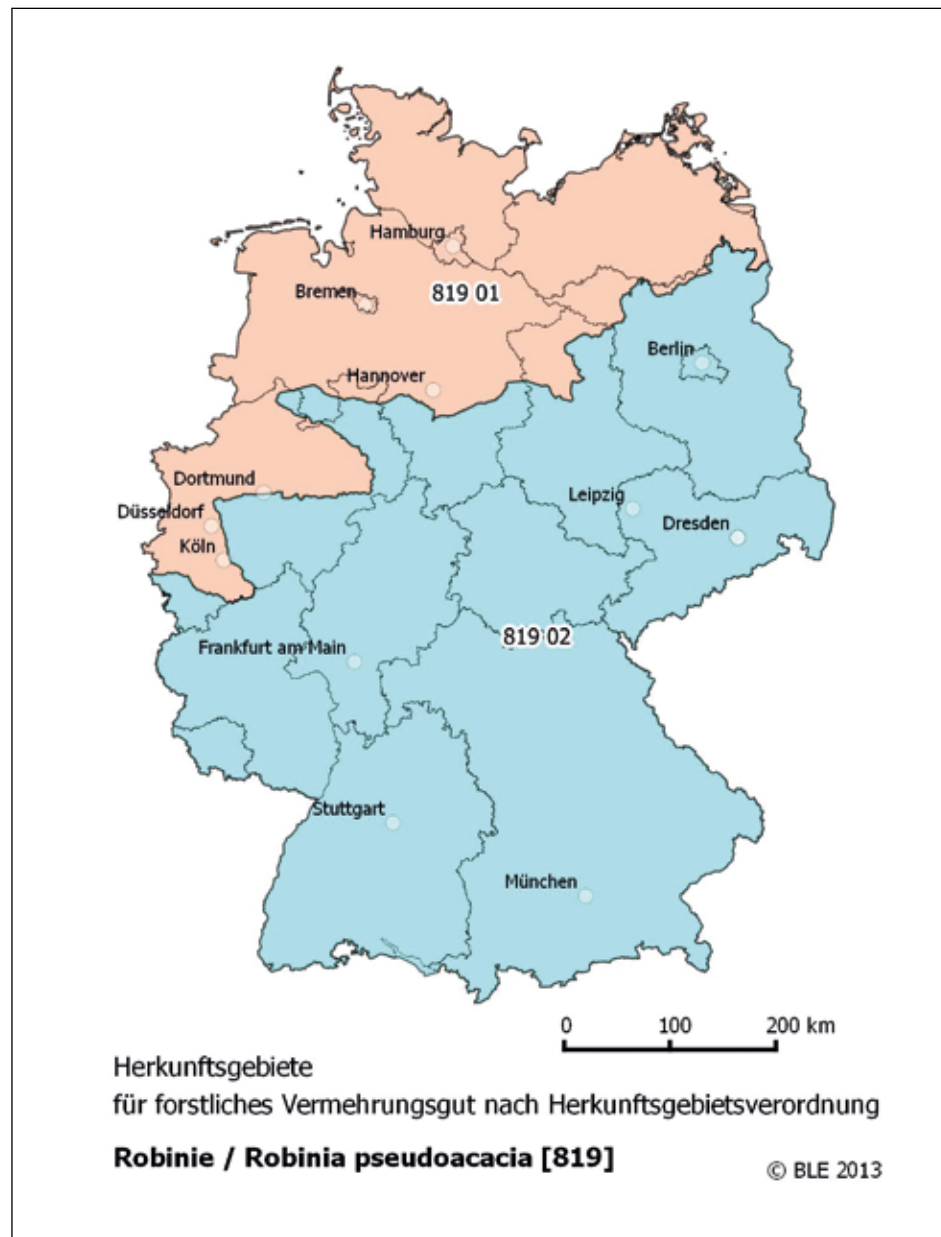 Hamburg
819 01
Bremen
Berlin
Hannover
Dortmund
Leipzig
Düsseldorf
Dresden
Köln
819 02
Frankfurt am Main
Stuttgart
München
0 100 200 km
Herkunftsgebiete
für forstliches Vermehrungsgut nach Herkunftsgebietsverordnung
Robinie / Robinia pseudoacacia [819]
© BLE 2013